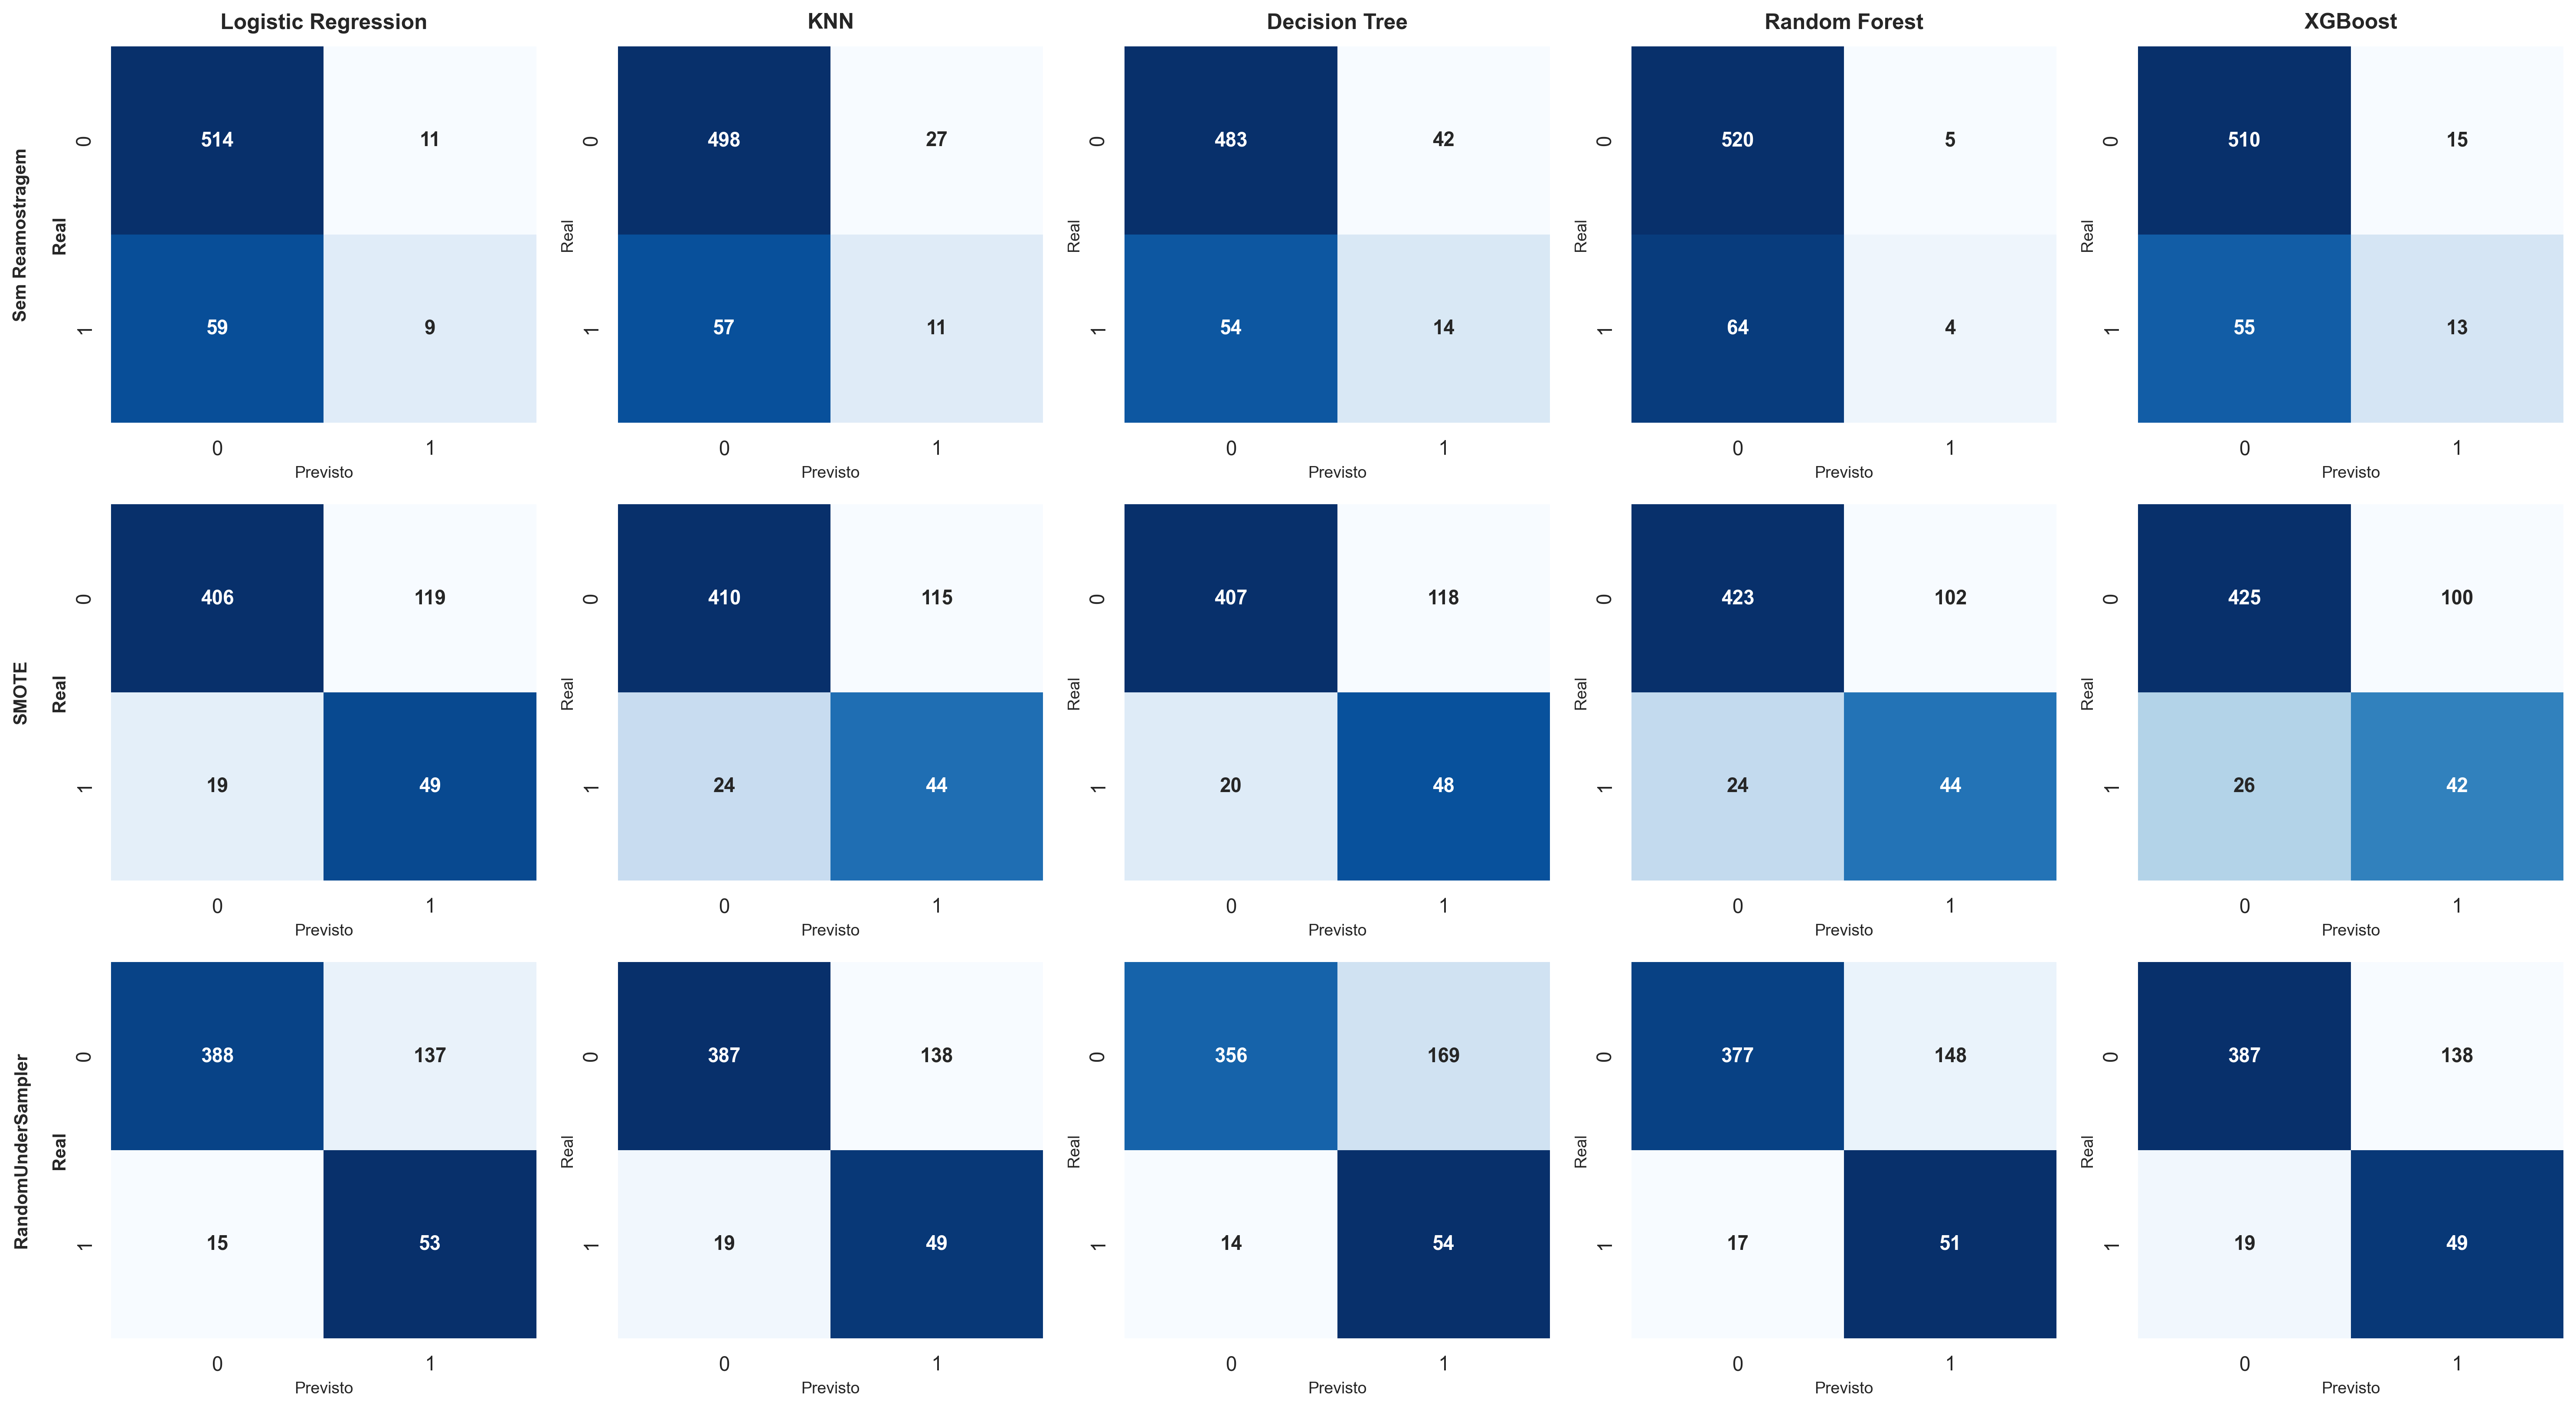 Logistic Regression KNN Decision Tree Random Forest XGBoost
Sem Reamostragem
Real Real Real Real Real
0 514 11 0 498 27 0 483 42 0 520 5 0 510 15
1 59 9 1 57 11 1 54 14 1 64 4 1 55 13
0 1 0 1 0 1 0 1 0 1
Previsto Previsto Previsto Previsto Previsto
SMOTE
Real Real Real Real Real
0 406 119 0 410 115 0 407 118 0 423 102 0 425 100
1 19 49 1 24 44 1 20 48 1 24 44 1 26 42
0 1 0 1 0 1 0 1 0 1
Previsto Previsto Previsto Previsto Previsto
RandomUnderSampler
Real Real Real Real Real
0 388 137 0 387 138 0 356 169 0 377 148 0 387 138
1 15 53 1 19 49 1 14 54 1 17 51 1 19 49
0 1 0 1 0 1 0 1 0 1
Previsto Previsto Previsto Previsto Previsto